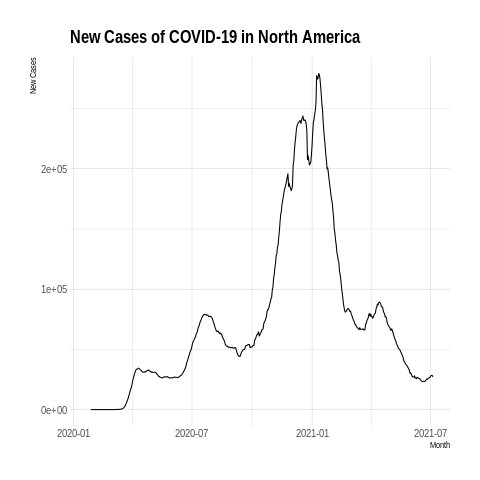 New Cases of COVID-19 in North America
New Cases
2e+05
1e+05
0e+00
2020-01 2020-07 2021-01 2021-07
Month